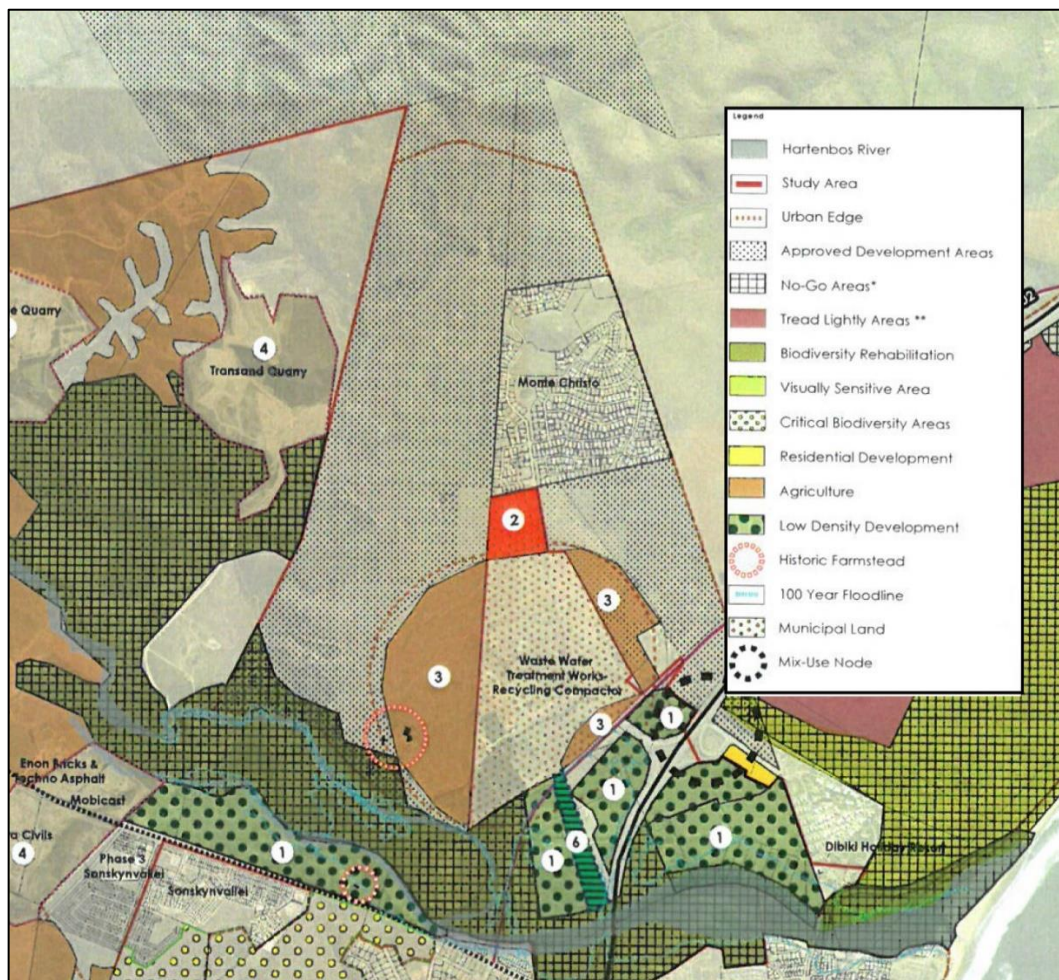 Legend
Hartenbos River
Study Area
Urban Edge
Approved Development Areas
No-Go Areas*
Tread Lightly Areas **
Biodiversity Rehabilitation
Visually Sensitive Area
Critical Biodiversity Areas
Residential Development
Agriculture
Low Density Development
Historic Farmstead
100 Year Floodline
Municipal Land
Mix-Use Node
e Quarry
4
Transand Quarry
Monte Christo
2
3
3
Waste Water
Treatment Works-
Recycling Compactor
3
1
1
1
6
1
Enon Bricks &
Techno Asphalt
Mobicast
a Civils
4
1
Phase 3
Sonskynvallei
Sonskynvallei
Dibiki Holiday Resort